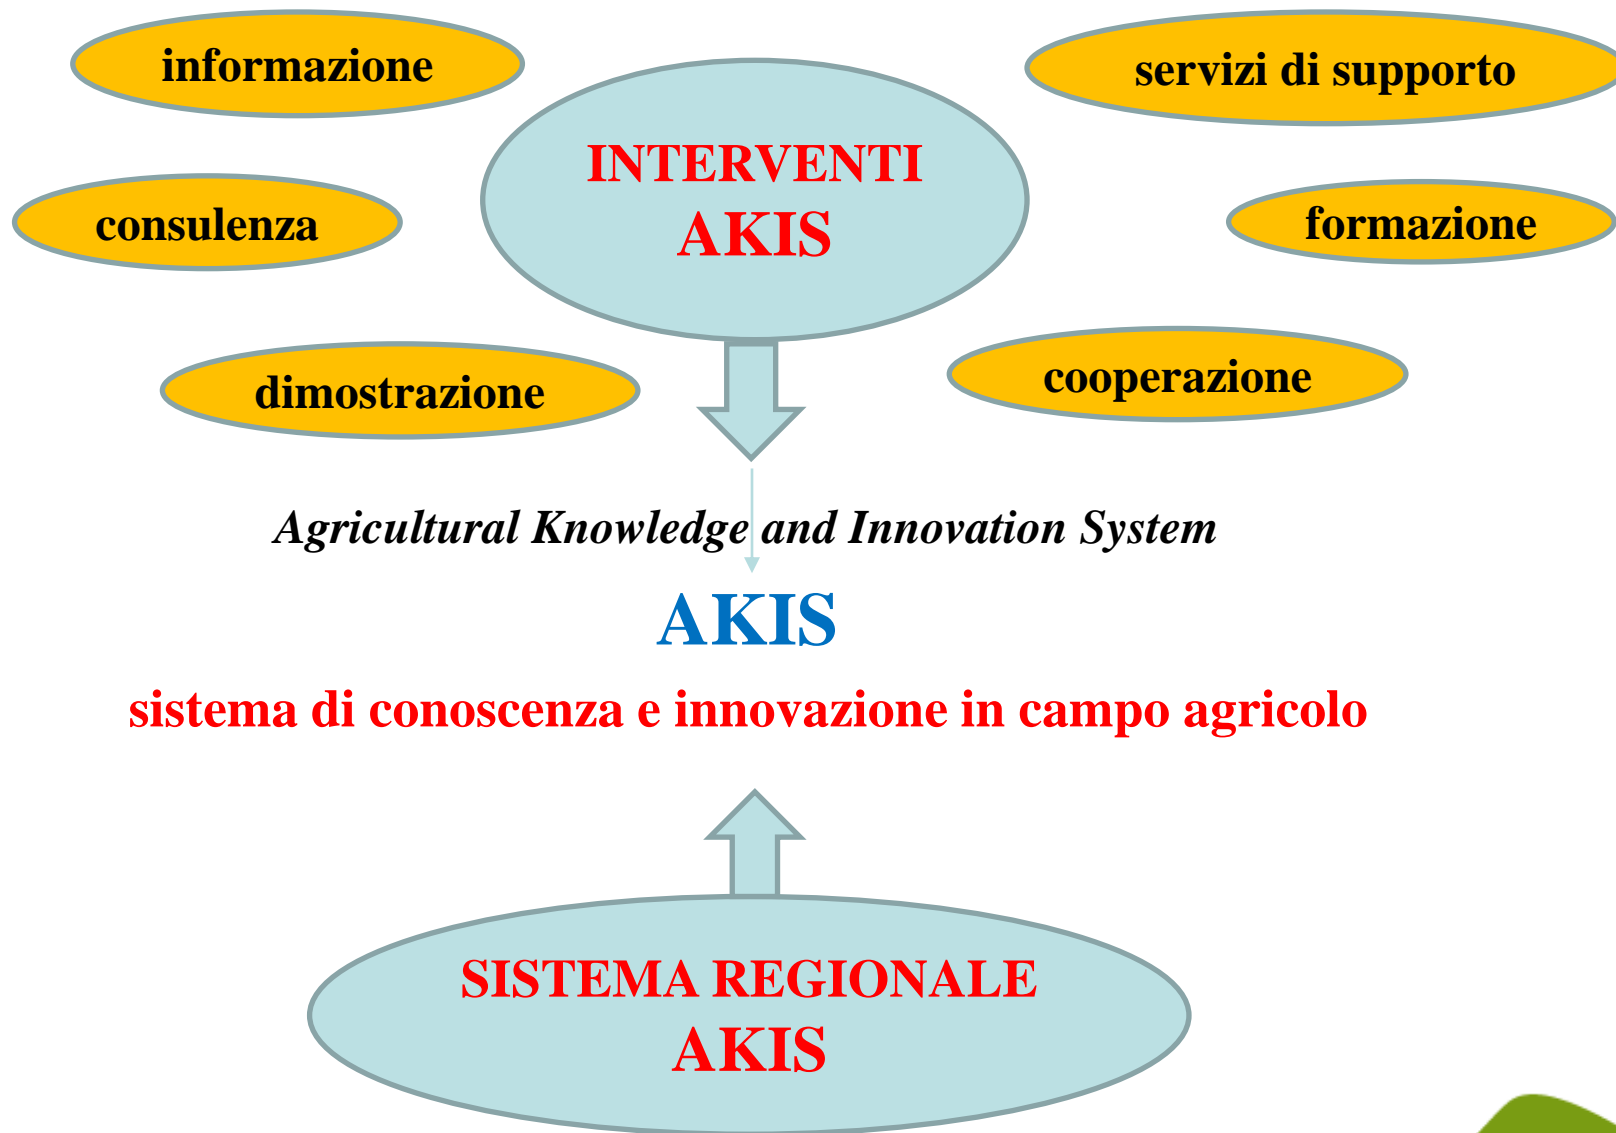 informazione
servizi di supporto
INTERVENTI
AKIS
consulenza
formazione
dimostrazione
cooperazione
Agricultural Knowledge and Innovation System
AKIS
sistema di conoscenza e innovazione in campo agricolo
SISTEMA REGIONALE
AKIS